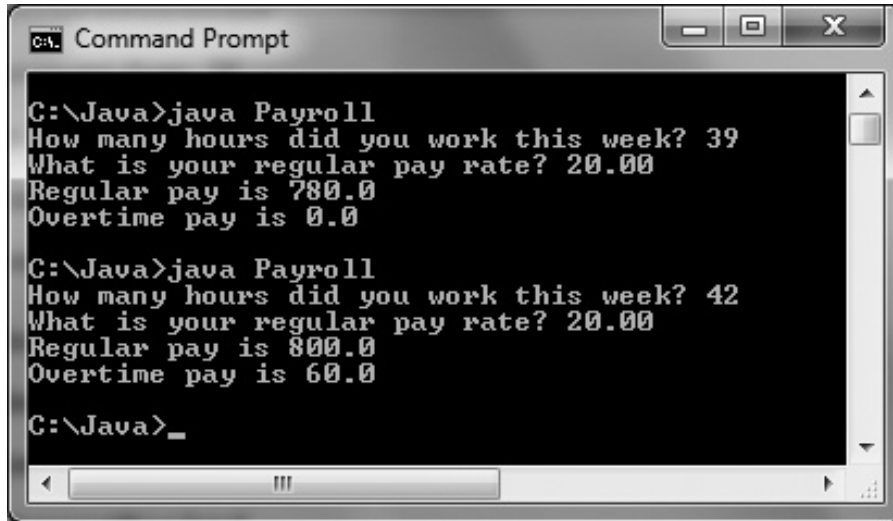 Command Prompt
C:\Java>java Payroll
How many hours did you work this week? 39
What is your regular pay rate? 20.00
Regular pay is 780.0
Overtime pay is 0.0
C:\Java>java Payroll
How many hours did you work this week? 42
What is your regular pay rate? 20.00
Regular pay is 800.0
Overtime pay is 60.0
C:\Java>_